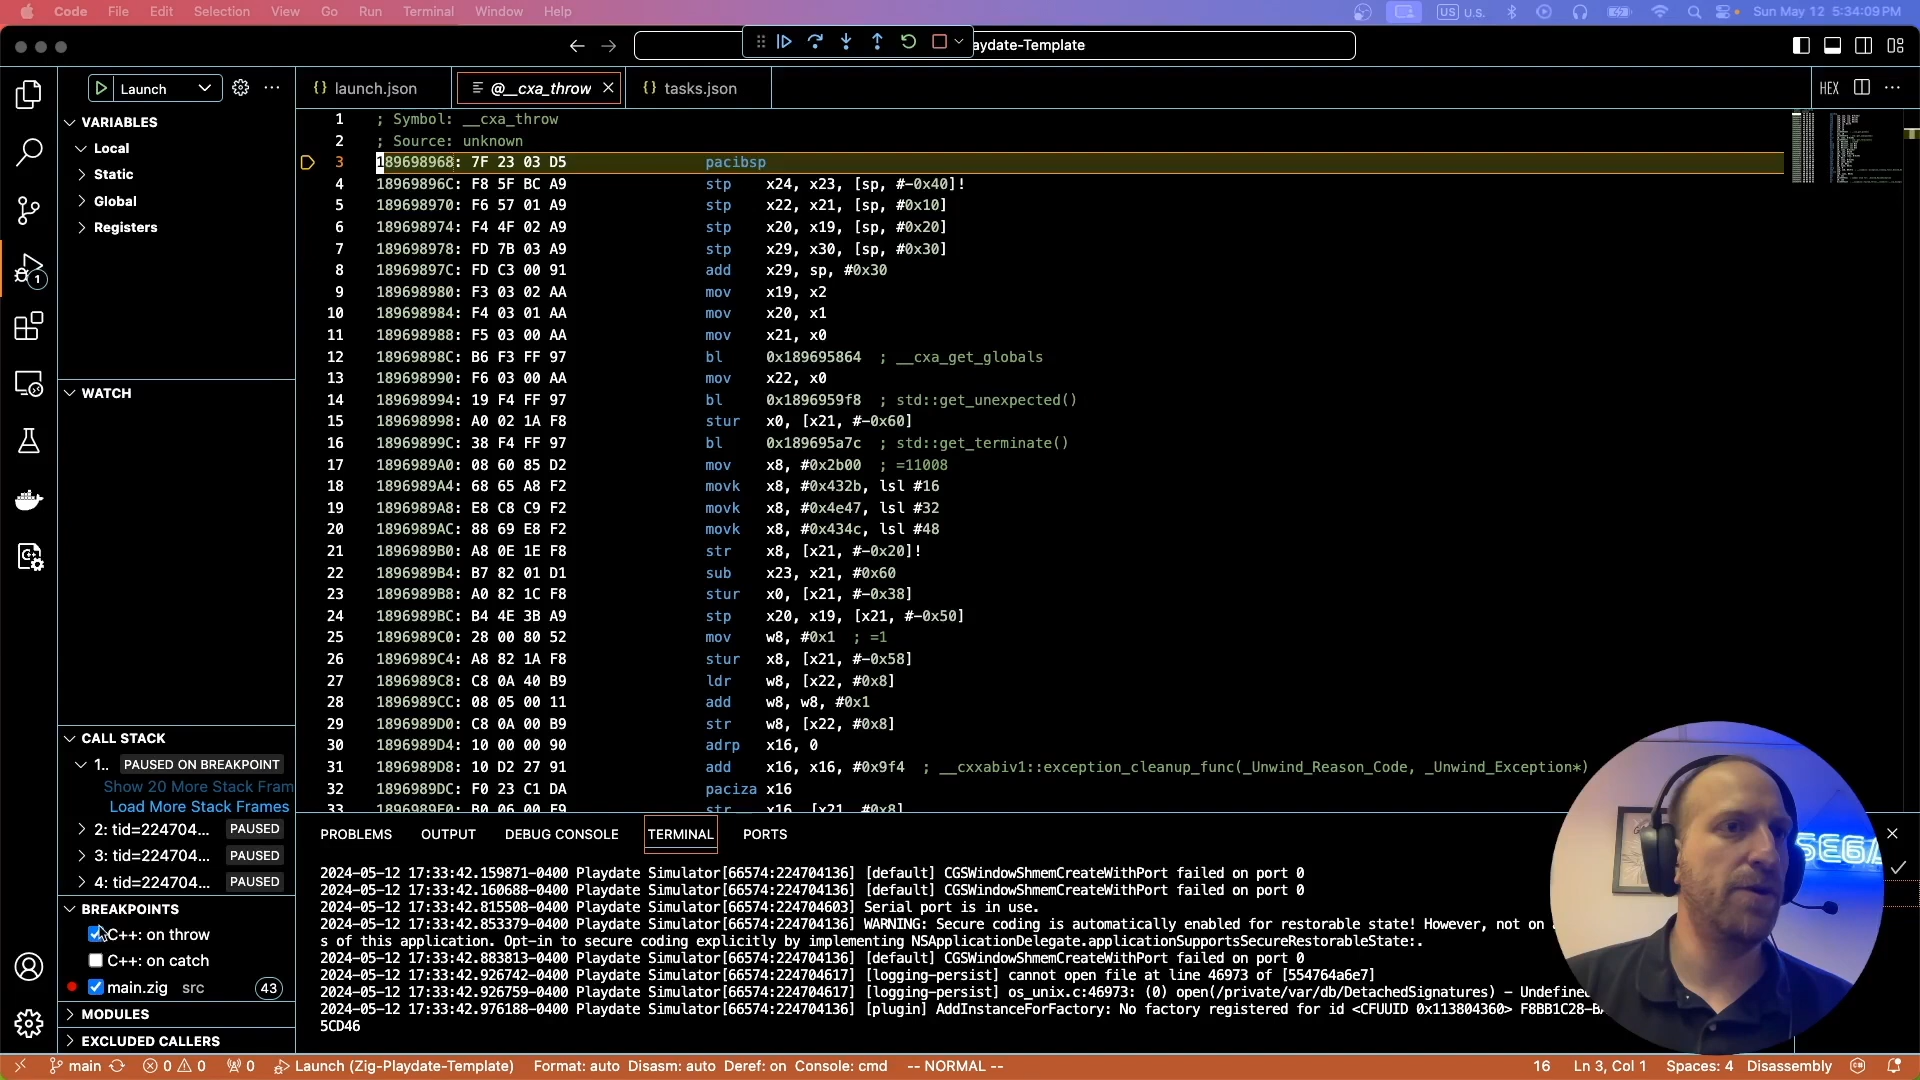 Code File Edit Selection View Go Run Terminal Window Help US U.S. Sun May 12 5:34:09 PM
aydate-Template
Launch
launch.json @__cxa_throw tasks.json HEX
VARIABLES
Local
Static
Global
Registers
WATCH
CALL STACK
1.. PAUSED ON BREAKPOINT
Show 20 More Stack Fram
Load More Stack Frames
2: tid=224704... PAUSED
3: tid=224704... PAUSED
4: tid=224704... PAUSED
BREAKPOINTS
C++: on throw
C++: on catch
main.zig src 43
MODULES
EXCLUDED CALLERS
1 ; Symbol: __cxa_throw
2 ; Source: unknown
3 189698968: 7F 23 03 D5 pacibsp
4 18969896C: F8 5F BC A9 stp x24, x23, [sp, #-0x40]!
5 189698970: F6 57 01 A9 stp x22, x21, [sp, #0x10]
6 189698974: F4 4F 02 A9 stp x20, x19, [sp, #0x20]
7 189698978: FD 7B 03 A9 stp x29, x30, [sp, #0x30]
8 18969897C: FD C3 00 91 add x29, sp, #0x30
9 189698980: F3 03 02 AA mov x19, x2
10 189698984: F4 03 01 AA mov x20, x1
11 189698988: F5 03 00 AA mov x21, x0
12 18969898C: B6 F3 FF 97 bl 0x189695864 ; __cxa_get_globals
13 189698990: F6 03 00 AA mov x22, x0
14 189698994: 19 F4 FF 97 bl 0x1896959f8 ; std::get_unexpected()
15 189698998: A0 02 1A F8 stur x0, [x21, #-0x60]
16 18969899C: 38 F4 FF 97 bl 0x189695a7c ; std::get_terminate()
17 1896989A0: 08 60 85 D2 mov x8, #0x2b00 ; =11008
18 1896989A4: 68 65 A8 F2 movk x8, #0x432b, lsl #16
19 1896989A8: E8 C8 C9 F2 movk x8, #0x4e47, lsl #32
20 1896989AC: 88 69 E8 F2 movk x8, #0x434c, lsl #48
21 1896989B0: A8 0E 1E F8 str x8, [x21, #-0x20]!
22 1896989B4: B7 82 01 D1 sub x23, x21, #0x60
23 1896989B8: A0 82 1C F8 stur x0, [x21, #-0x38]
24 1896989BC: B4 4E 3B A9 stp x20, x19, [x21, #-0x50]
25 1896989C0: 28 00 80 52 mov w8, #0x1 ; =1
26 1896989C4: A8 82 1A F8 stur x8, [x21, #-0x58]
27 1896989C8: C8 0A 40 B9 ldr w8, [x22, #0x8]
28 1896989CC: 08 05 00 11 add w8, w8, #0x1
29 1896989D0: C8 0A 00 B9 str w8, [x22, #0x8]
30 1896989D4: 10 00 00 90 adrp x16, 0
31 1896989D8: 10 D2 27 91 add x16, x16, #0x9f4 ; __cxxabiv1::exception_cleanup_func(_Unwind_Reason_Code, _Unwind_Exception*)
32 1896989DC: F0 23 C1 DA paciza x16
33 1896989E0: B0 06 00 F9 str x16, [x21, #0x8]
PROBLEMS OUTPUT DEBUG CONSOLE TERMINAL PORTS
2024-05-12 17:33:42.159871-0400 Playdate Simulator[66574:224704136] [default] CGSWindowShmemCreateWithPort failed on port 0
2024-05-12 17:33:42.160688-0400 Playdate Simulator[66574:224704136] [default] CGSWindowShmemCreateWithPort failed on port 0
2024-05-12 17:33:42.815508-0400 Playdate Simulator[66574:224704603] Serial port is in use.
2024-05-12 17:33:42.853379-0400 Playdate Simulator[66574:224704136] WARNING: Secure coding is automatically enabled for restorable state! However, not on
s of this application. Opt-in to secure coding explicitly by implementing NSApplicationDelegate.applicationSupportsSecureRestorableState:.
2024-05-12 17:33:42.883813-0400 Playdate Simulator[66574:224704136] [default] CGSWindowShmemCreateWithPort failed on port 0
2024-05-12 17:33:42.926742-0400 Playdate Simulator[66574:224704617] [logging-persist] cannot open file at line 46973 of [554764a6e7]
2024-05-12 17:33:42.926759-0400 Playdate Simulator[66574:224704617] [logging-persist] os_unix.c:46973: (0) open(/private/var/db/DetachedSignatures) - Undefine
2024-05-12 17:33:42.976188-0400 Playdate Simulator[66574:224704136] [plugin] AddInstanceForFactory: No factory registered for id <CFUUID 0x113804360> F8BB1C28-BA
5CD46
SEGA
main 0 0 0 Launch (Zig-Playdate-Template) Format: auto Disasm: auto Deref: on Console: cmd -- NORMAL -- 16 Ln 3, Col 1 Spaces: 4 Disassembly